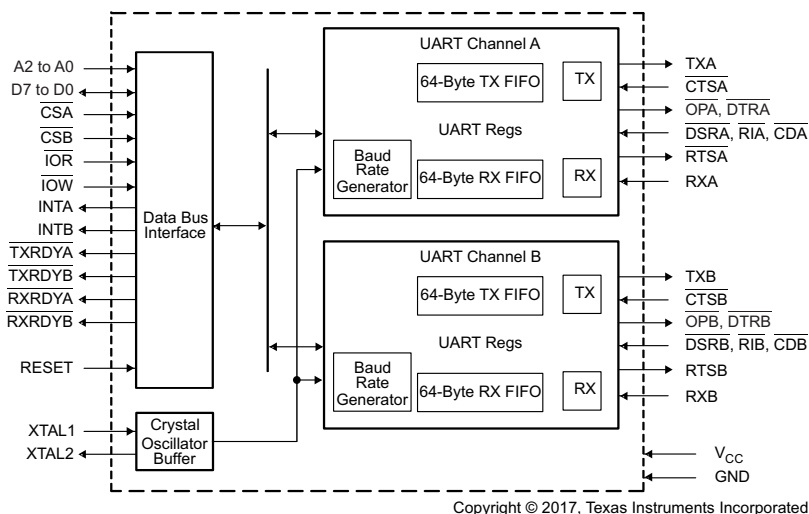 A2 to A0
D7 to D0
CSA
CSB
IOR
IOW
INTA
INTB
TXRDYA
TXRDYB
RXRDYA
RXRDYB
RESET
XTAL1
XTAL2
Data Bus
Interface
Crystal
Oscillator
Buffer
UART Channel A
64-Byte TX FIFO
TX
UART Regs
Baud
Rate
Generator
64-Byte RX FIFO
RX
UART Channel B
64-Byte TX FIFO
TX
UART Regs
Baud
Rate
Generator
64-Byte RX FIFO
RX
TXA
CTSA
OPA, DTRA
DSRA, RIA, CDA
RTSA
RXA
TXB
CTSB
OPB, DTRB
DSRB, RIB, CDB
RTSB
RXB
VCC
GND
Copyright © 2017, Texas Instruments Incorporated